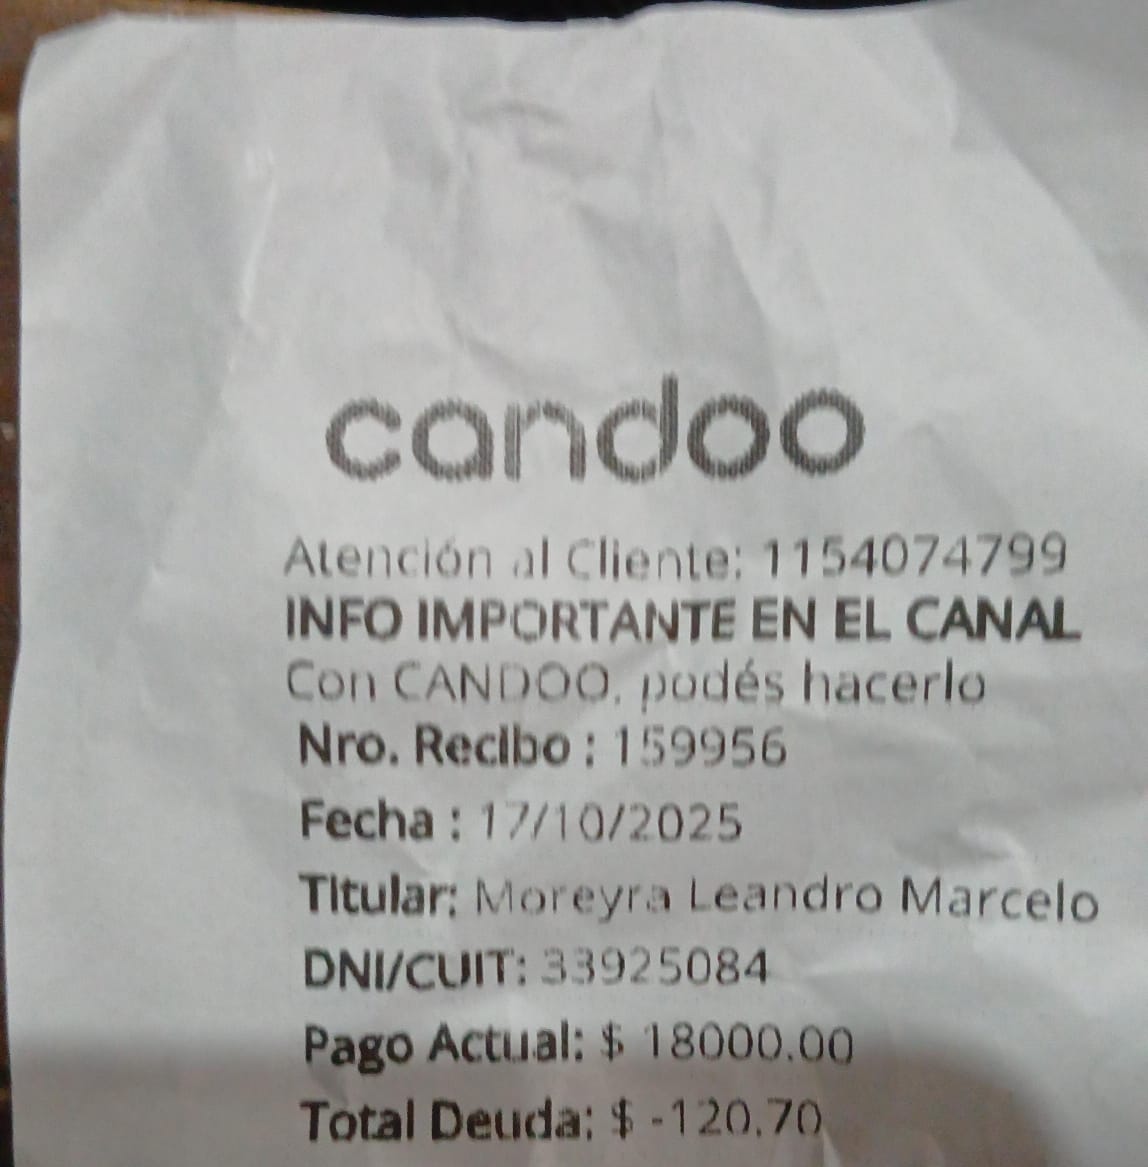 candoo
Atención al Cliente: 1154074799
INFO IMPORTANTE EN EL CANAL
Con CANDOO, podés hacerlo
Nro. Recibo : 159956
Fecha : 17/10/2025
Titular: Moreyra Leandro Marcelo
DNI/CUIT: 33925084
Pago Actual: $ 18000.00
Total Deuda: $ -120.70